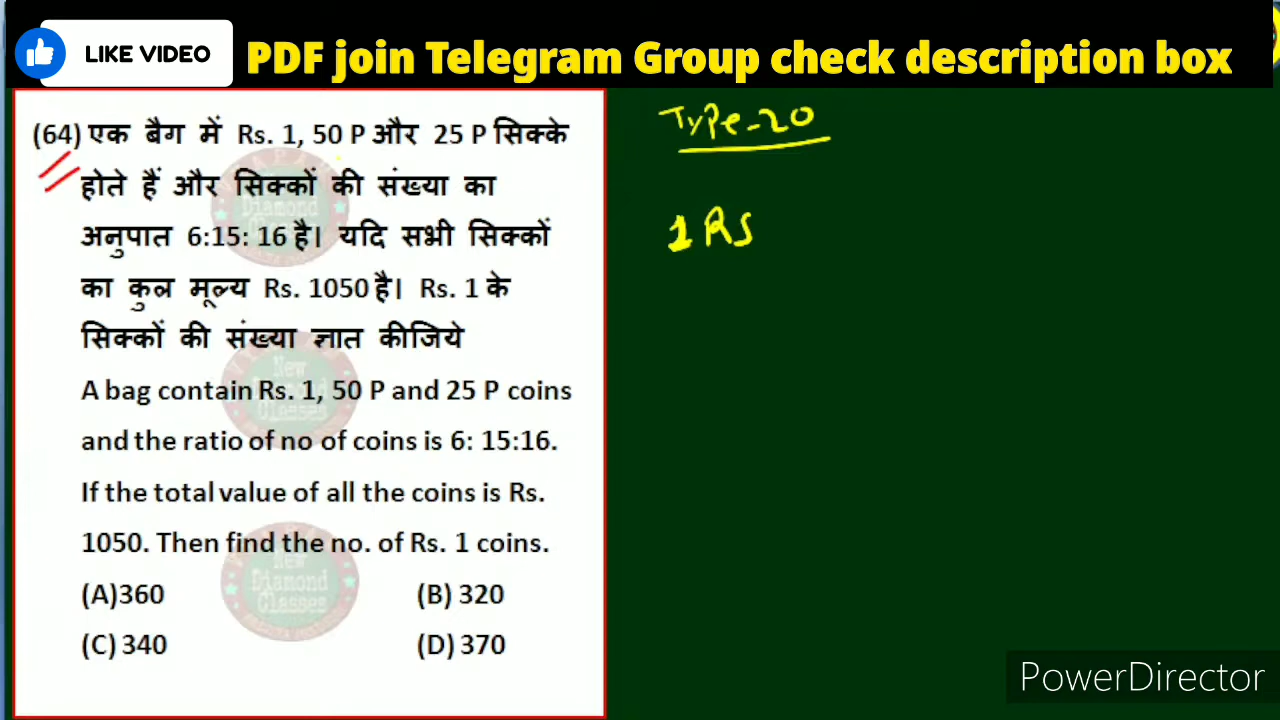 LIKE VIDEO
PDF join Telegram Group check description box
(64) एक बैग में Rs. 1, 50 P और 25 P सिक्के
होते हैं और सिक्कों की संख्या का
अनुपात 6:15: 16 है। यदि सभी सिक्कों
का कुल मूल्य Rs. 1050 है। Rs. 1 के
सिक्कों की संख्या ज्ञात कीजिये
A bag contain Rs. 1, 50 P and 25 P coins
and the ratio of no of coins is 6: 15:16.
If the total value of all the coins is Rs.
1050. Then find the no. of Rs. 1 coins.
(A)360 (B) 320
(C) 340 (D) 370
Type-20
1 RS
New
Diamond
Classes
PowerDirector